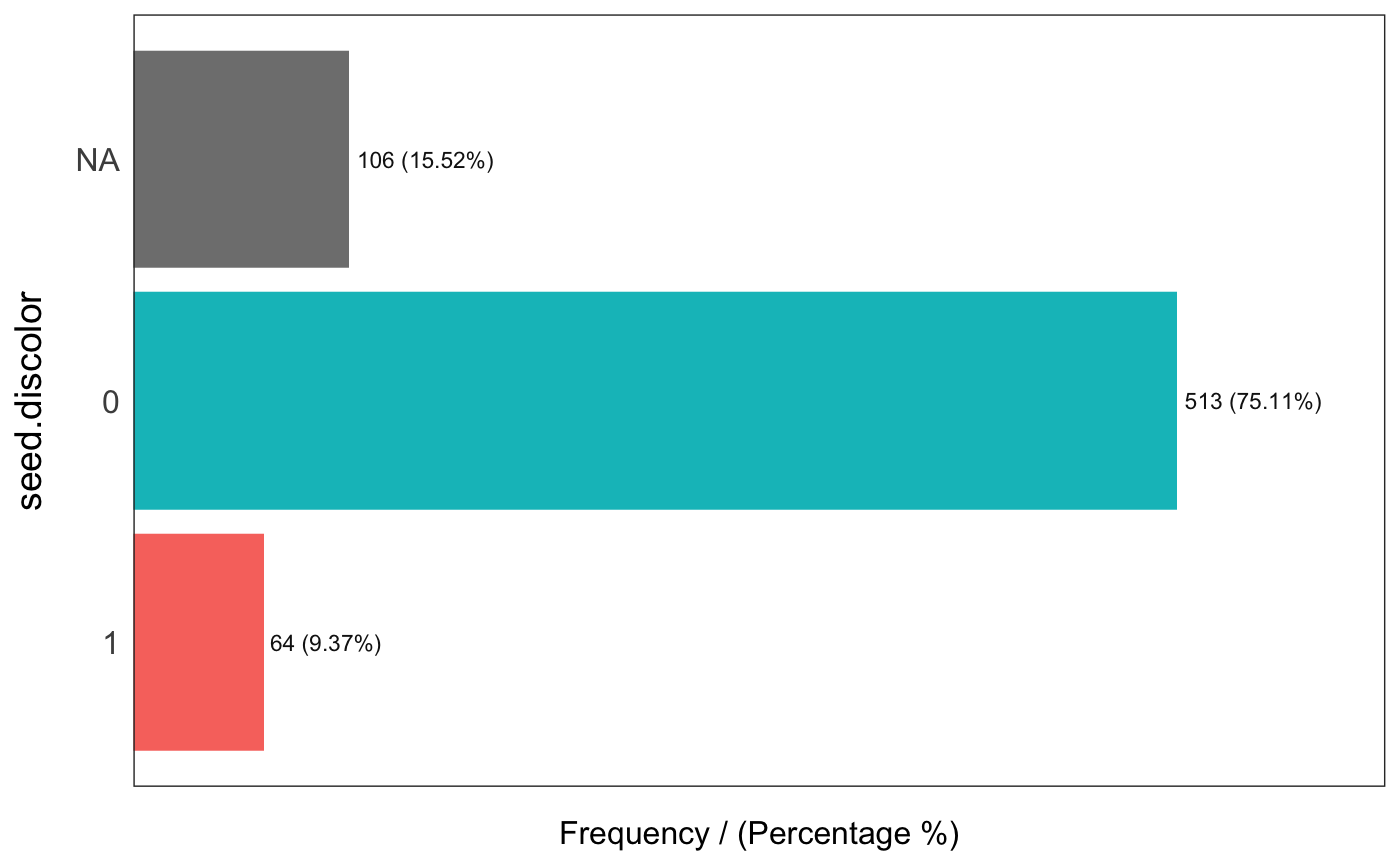 NA
106 (15.52%)
seed.discolor
0
513 (75.11%)
1
64 (9.37%)
Frequency / (Percentage %)